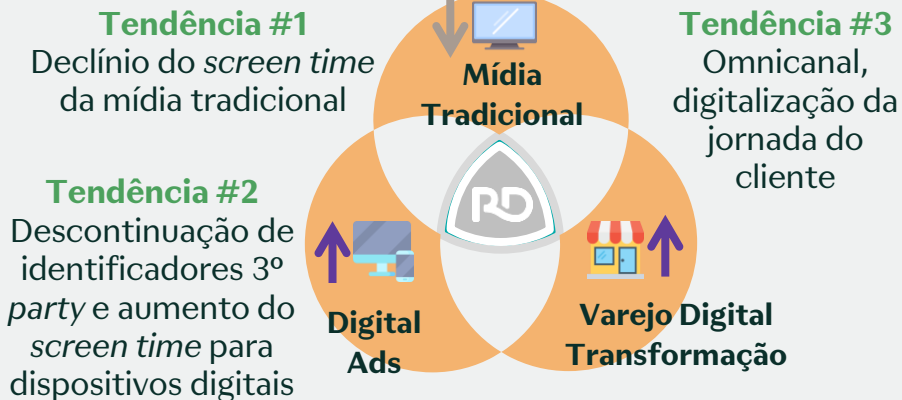 Tendência #1
Declínio do screen time
da mídia tradicional
Mídia
Tradicional
Tendência #3
Omnicanal,
digitalização da
jornada do
cliente
Tendência #2
Descontinuação de
identificadores 3º
party e aumento do
screen time para
dispositivos digitais
RD
Digital
Ads
Varejo Digital
Transformação